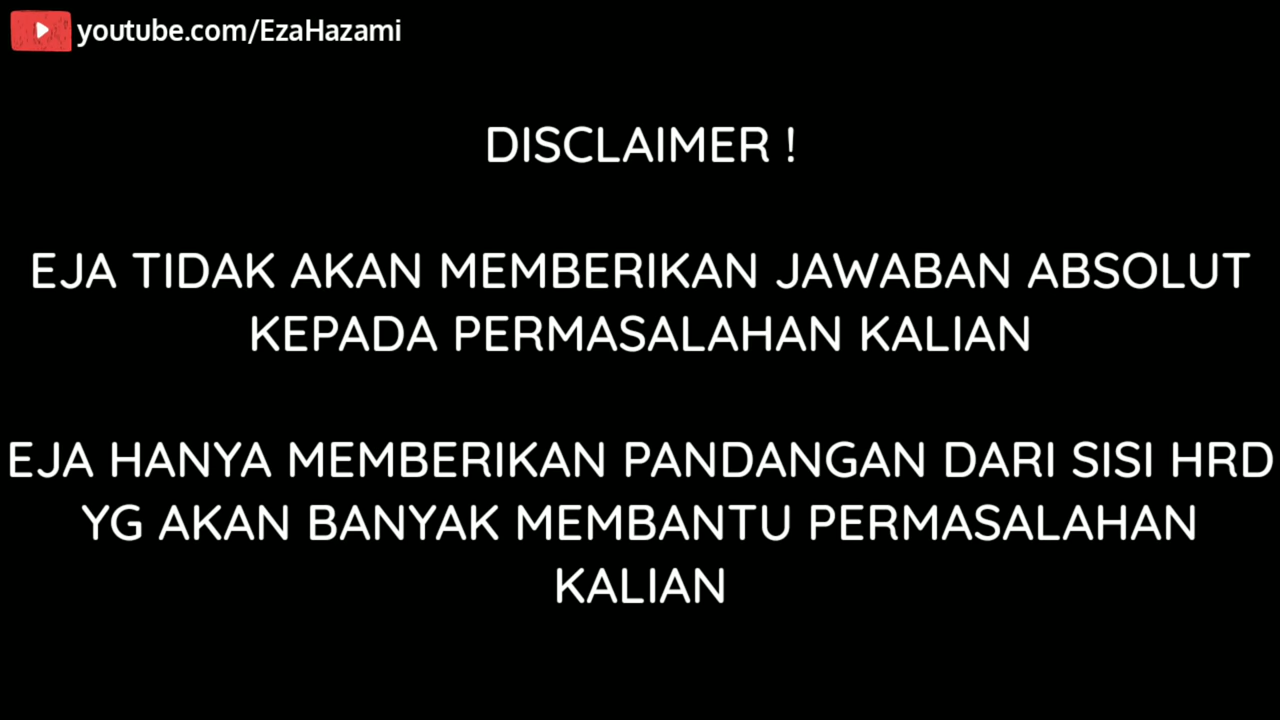 youtube.com/EzaHazami
DISCLAIMER !
EJA TIDAK AKAN MEMBERIKAN JAWABAN ABSOLUT
KEPADA PERMASALAHAN KALIAN
EJA HANYA MEMBERIKAN PANDANGAN DARI SISI HRD
YG AKAN BANYAK MEMBANTU PERMASALAHAN
KALIAN